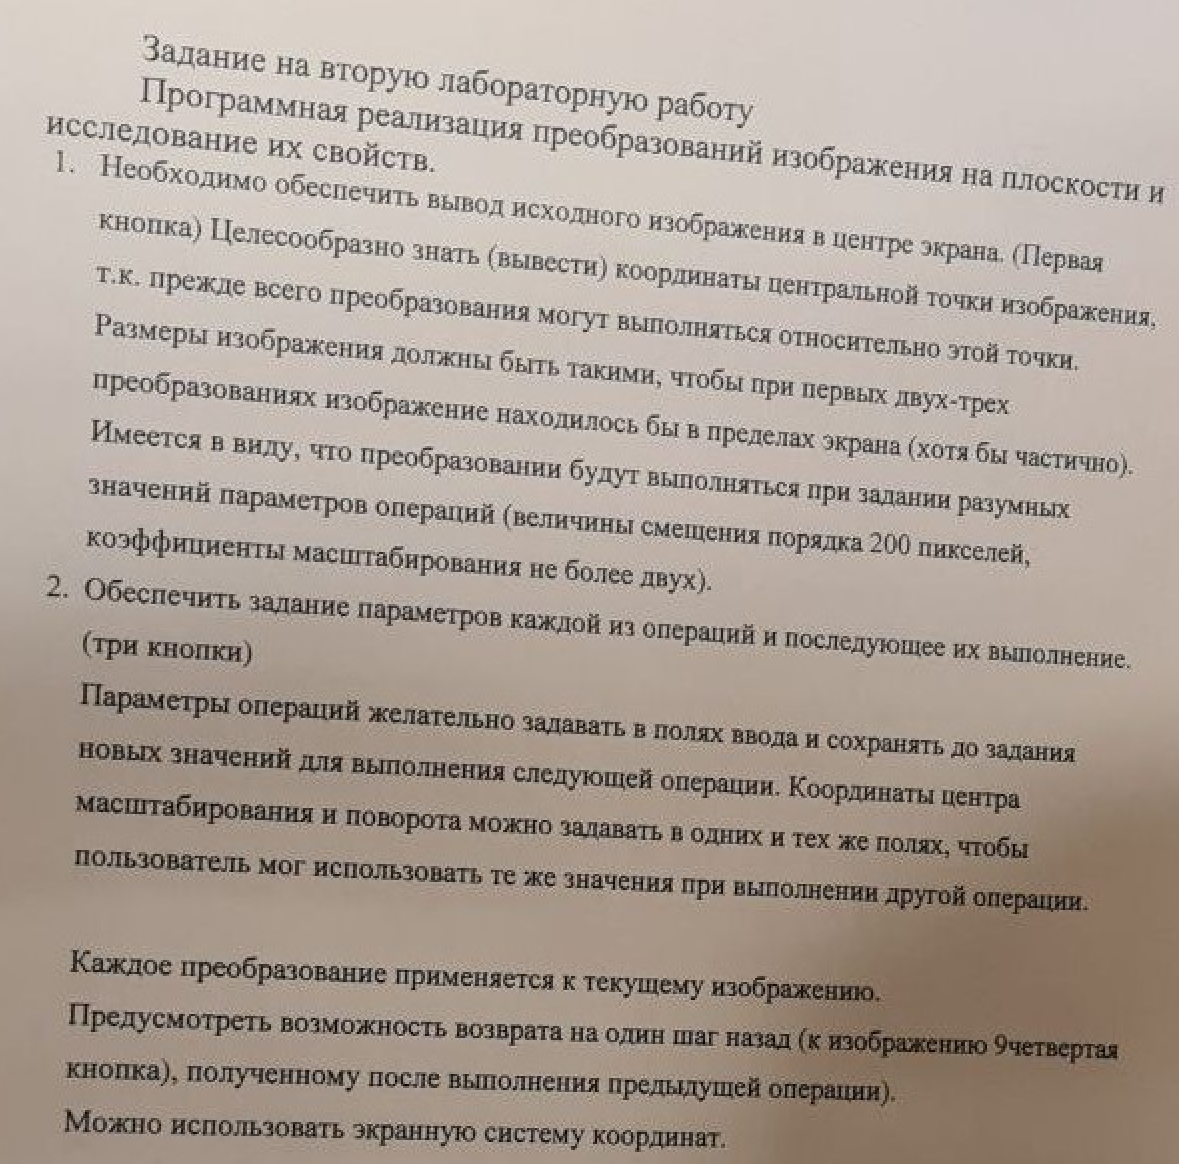 Задание на вторую лабораторную работу
Программная реализация преобразований изображения на плоскости и
исследование их свойств.
1. Необходимо обеспечить вывод исходного изображения в центре экрана. (Первая
кнопка) Целесообразно знать (вывести) координаты центральной точки изображения,
т.к. прежде всего преобразования могут выполняться относительно этой точки.
Размеры изображения должны быть такими, чтобы при первых двух-трех
преобразованиях изображение находилось бы в пределах экрана (хотя бы частично).
Имеется в виду, что преобразовании будут выполняться при задании разумных
значений параметров операций (величины смещения порядка 200 пикселей,
коэффициенты масштабирования не более двух).
2. Обеспечить задание параметров каждой из операций и последующее их выполнение.
(три кнопки)
Параметры операций желательно задавать в полях ввода и сохранять до задания
новых значений для выполнения следующей операции. Координаты центра
масштабирования и поворота можно задавать в одних и тех же полях, чтобы
пользователь мог использовать те же значения при выполнении другой операции.
Каждое преобразование применяется к текущему изображению.
Предусмотреть возможность возврата на один шаг назад (к изображению 9четвертая
кнопка), полученному после выполнения предыдущей операции).
Можно использовать экранную систему координат.